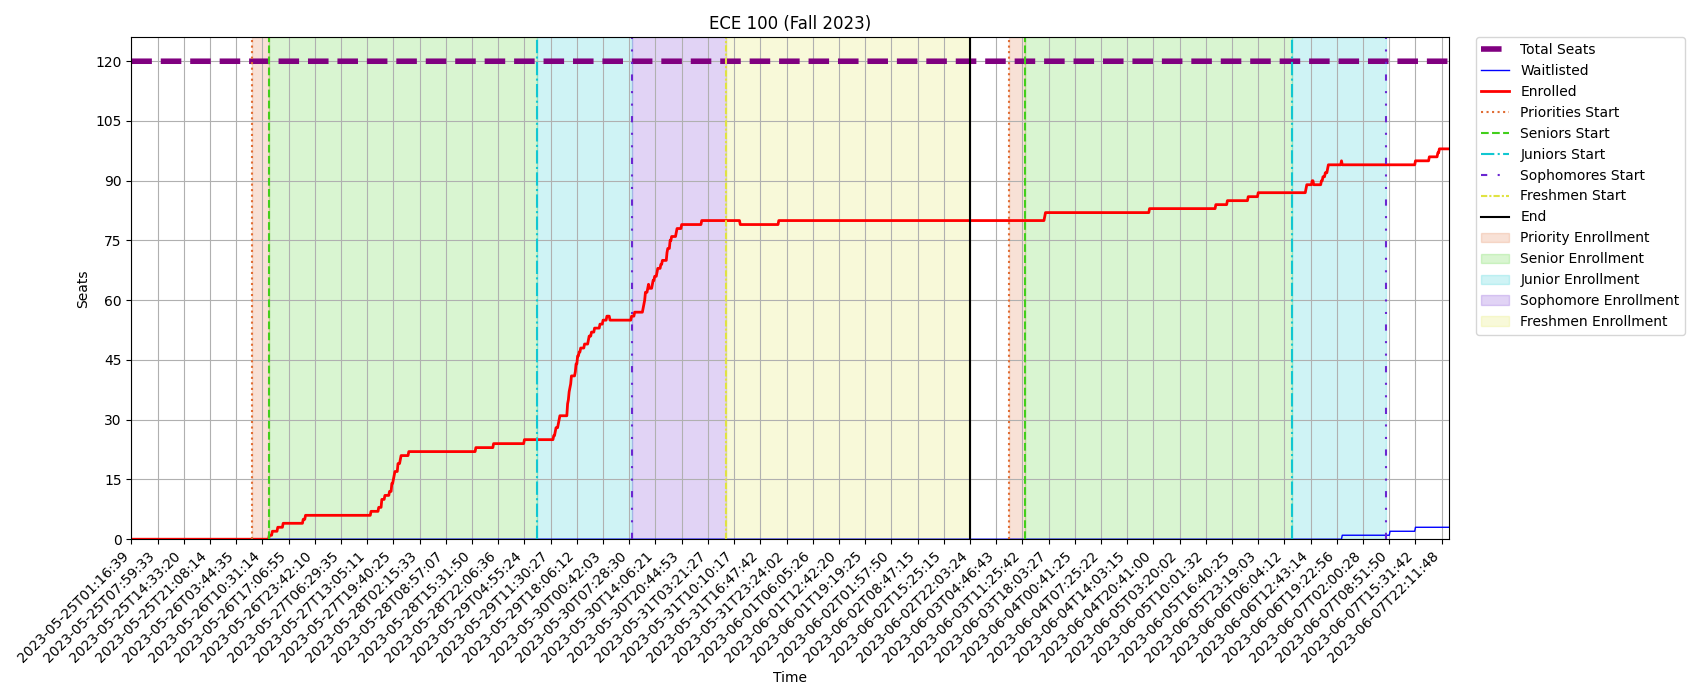 ECE 100 (Fall 2023)
120
105
90
75
60
45
30
15
0
Seats
2023-05-25T01:16:39
2023-05-25T07:59:33
2023-05-25T14:33:20
2023-05-25T21:08:14
2023-05-26T03:44:35
2023-05-26T10:31:14
2023-05-26T17:06:55
2023-05-26T23:42:10
2023-05-27T06:29:35
2023-05-27T13:05:11
2023-05-27T19:40:25
2023-05-28T02:15:33
2023-05-28T08:57:07
2023-05-28T15:31:50
2023-05-28T22:06:36
2023-05-29T04:55:24
2023-05-29T11:30:27
2023-05-29T18:06:12
2023-05-30T00:42:03
2023-05-30T07:28:30
2023-05-30T14:06:21
2023-05-30T20:44:53
2023-05-31T03:21:27
2023-05-31T10:10:17
2023-05-31T16:47:42
2023-05-31T23:24:02
2023-06-01T06:05:26
2023-06-01T12:42:20
2023-06-01T19:19:25
2023-06-02T01:57:50
2023-06-02T08:47:15
2023-06-02T15:25:15
2023-06-02T22:03:24
2023-06-03T04:46:43
2023-06-03T11:25:42
2023-06-03T18:03:27
2023-06-04T00:41:25
2023-06-04T07:25:22
2023-06-04T14:03:15
2023-06-04T20:41:00
2023-06-05T03:20:02
2023-06-05T10:01:32
2023-06-05T16:40:25
2023-06-05T23:19:03
2023-06-06T06:04:12
2023-06-06T12:43:14
2023-06-06T19:22:56
2023-06-07T02:00:28
2023-06-07T08:51:50
2023-06-07T15:31:42
2023-06-07T22:11:48
Time
Total Seats
Waitlisted
Enrolled
Priorities Start
Seniors Start
Juniors Start
Sophomores Start
Freshmen Start
End
Priority Enrollment
Senior Enrollment
Junior Enrollment
Sophomore Enrollment
Freshmen Enrollment